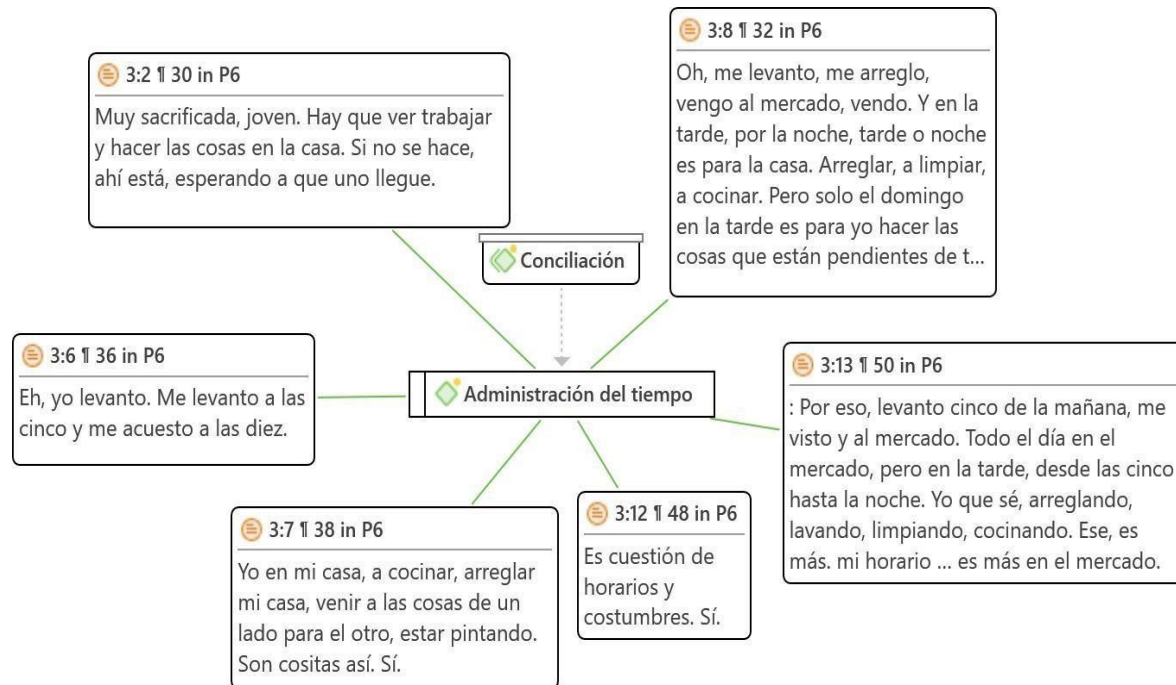 3:2 ¶ 30 in P6
Muy sacrificada, joven. Hay que ver trabajar
y hacer las cosas en la casa. Si no se hace,
ahí está, esperando a que uno llegue.
3:8 ¶ 32 in P6
Oh, me levanto, me arreglo,
vengo al mercado, vendo. Y en la
tarde, por la noche, tarde o noche
es para la casa. Arreglar, a limpiar,
a cocinar. Pero solo el domingo
en la tarde es para yo hacer las
cosas que están pendientes de t...
Conciliación
3:6 ¶ 36 in P6
Eh, yo levanto. Me levanto a las
cinco y me acuesto a las diez.
Administración del tiempo
3:13 ¶ 50 in P6
: Por eso, levanto cinco de la mañana, me
visto y al mercado. Todo el día en el
mercado, pero en la tarde, desde las cinco
hasta la noche. Yo que sé, arreglando,
lavando, limpiando, cocinando. Ese, es
más. mi horario ... es más en el mercado.
3:7 ¶ 38 in P6
Yo en mi casa, a cocinar, arreglar
mi casa, venir a las cosas de un
lado para el otro, estar pintando.
Son cositas así. Sí.
3:12 ¶ 48 in P6
Es cuestión de
horarios y
costumbres. Sí.